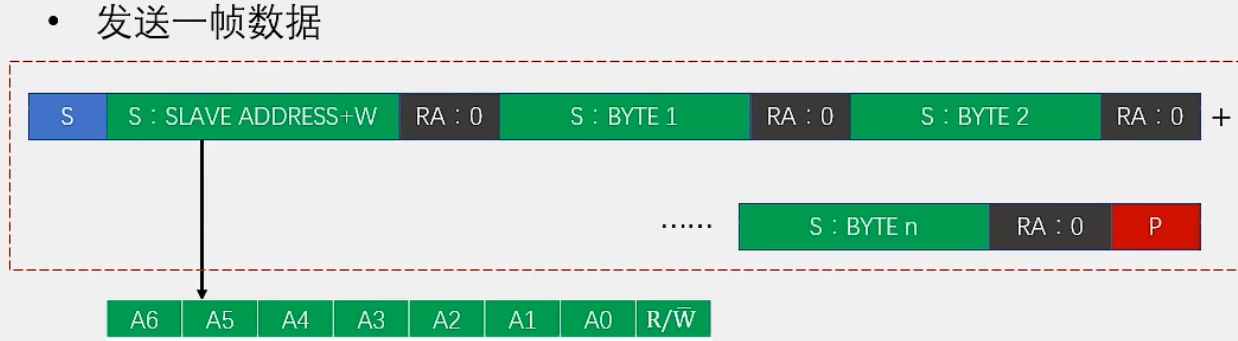 • 发送一帧数据
S S：SLAVE ADDRESS+W RA：0 S：BYTE 1 RA：0 S：BYTE 2 RA：0 +
…… S：BYTE n RA：0 P
A6 A5 A4 A3 A2 A1 A0 R/W̅